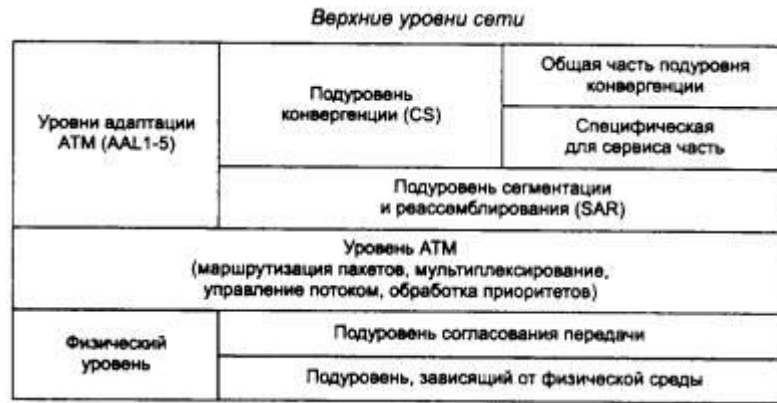 Верхние уровни сети
Общая часть подуровня
конвергенции
Подуровень
конвергенции (CS)
Уровни адаптации
ATM (AAL1-5)
Специфическая
для сервиса часть
Подуровень сегментации
и реассемблирования (SAR)
Уровень ATM
(маршрутизация пакетов, мультиплексирование,
управление потоком, обработка приоритетов)
Физический
уровень
Подуровень согласования передачи
Подуровень, зависящий от физической среды